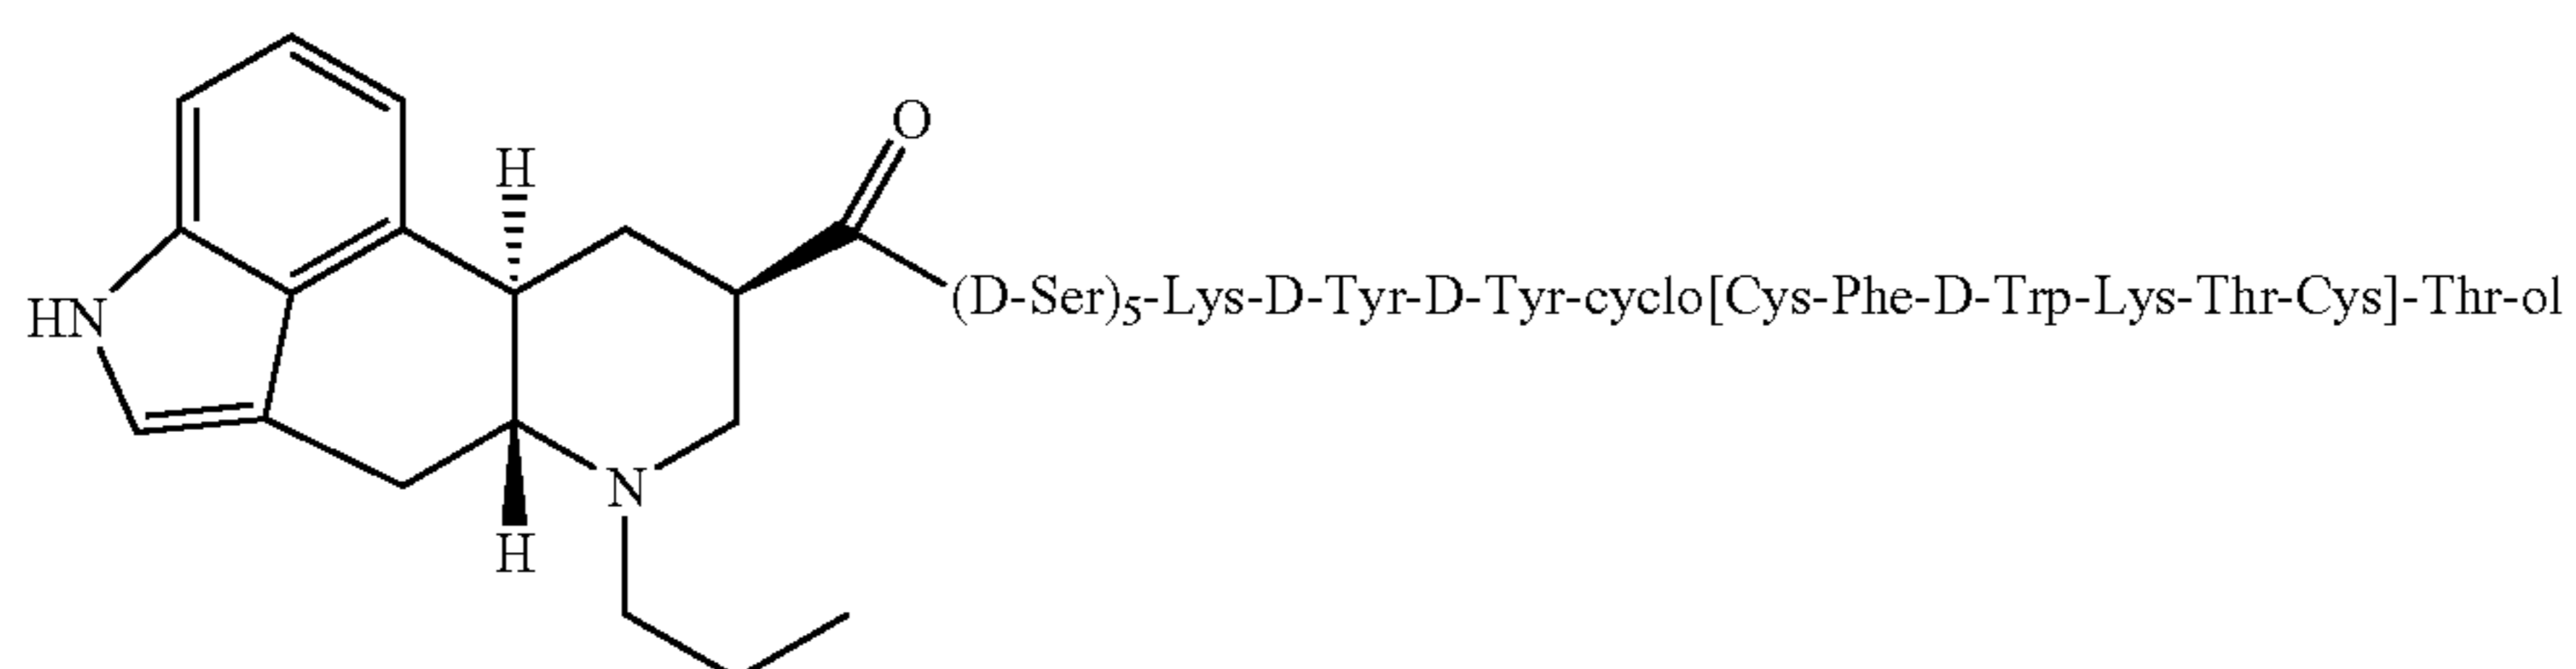 O
H
(D-Ser)5-Lys-D-Tyr-D-Tyr-cyclo[Cys-Phe-D-Trp-Lys-Thr-Cys]-Thr-ol
HN
N
H